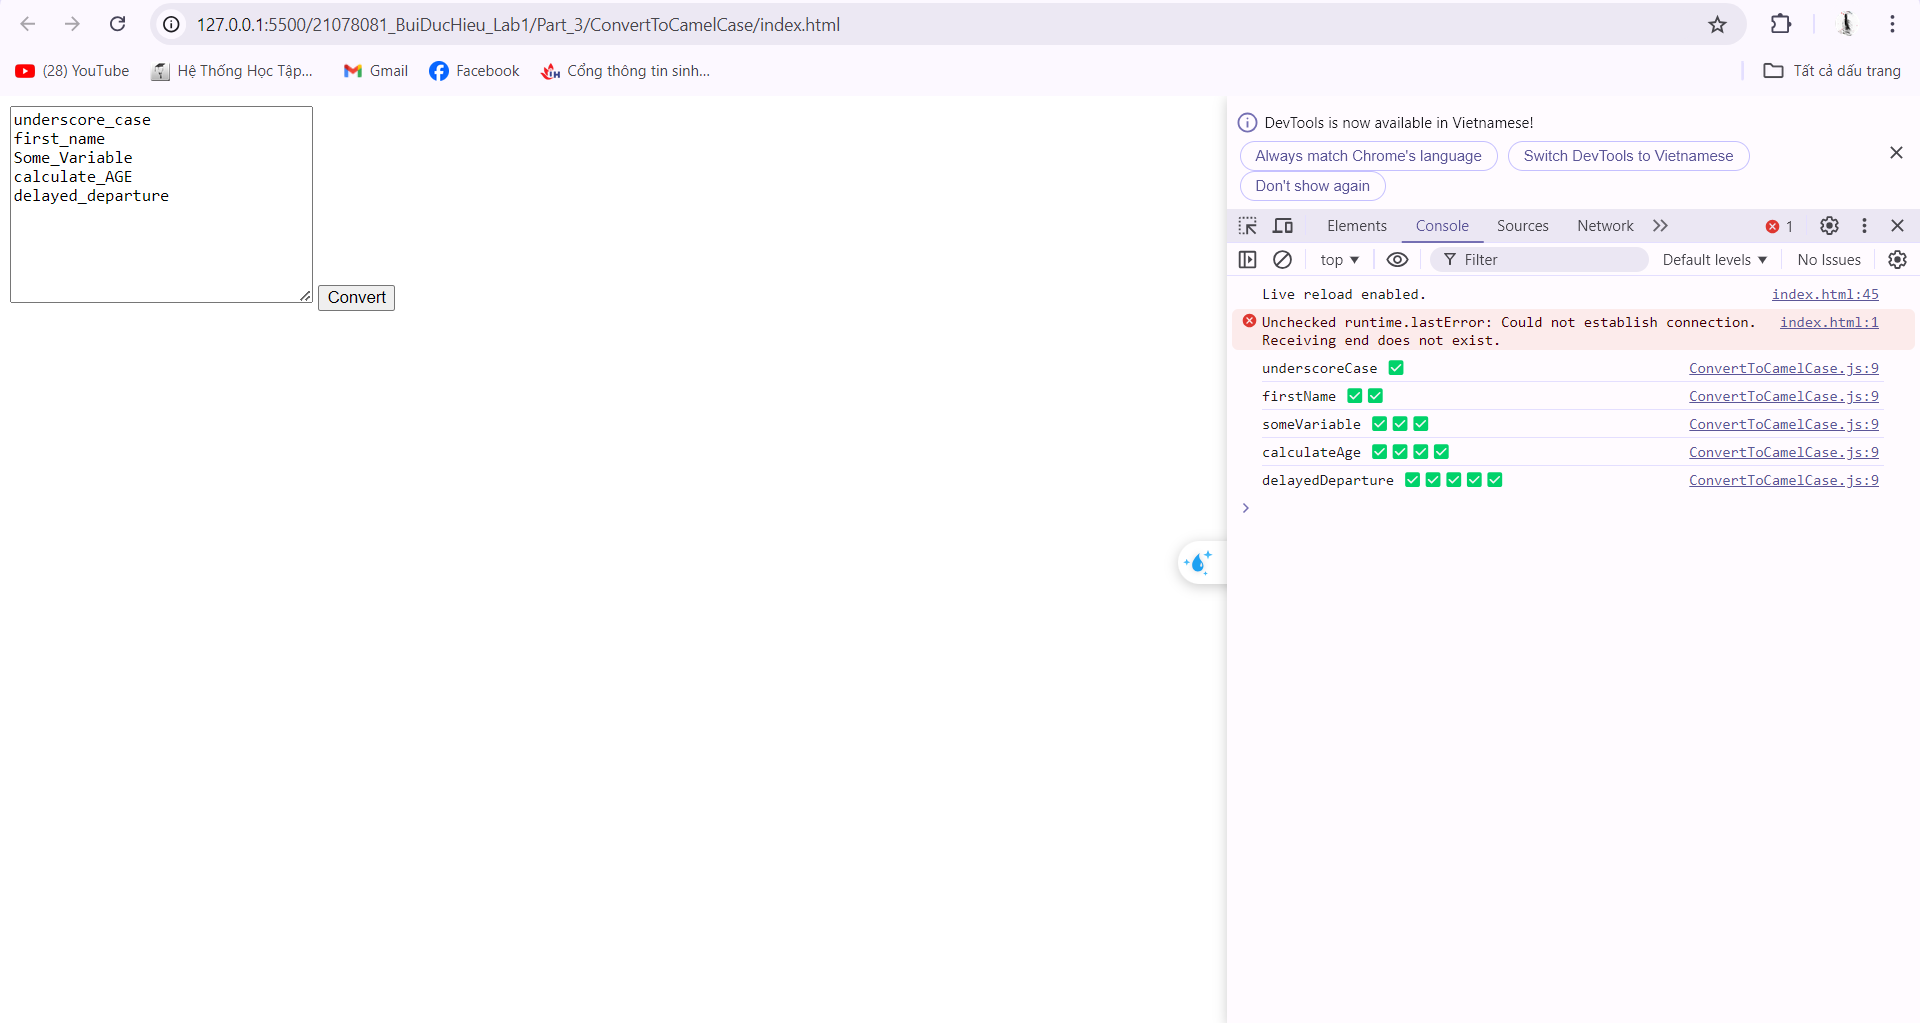 127.0.0.1:5500/21078081_BuiDucHieu_Lab1/Part_3/ConvertToCamelCase/index.html
(28) YouTube
Hệ Thống Học Tập...
Gmail
Facebook
Cổng thông tin sinh...
Tất cả dấu trang
underscore_case
first_name
Some_Variable
calculate_AGE
delayed_departure
Convert
DevTools is now available in Vietnamese!
Always match Chrome's language
Switch DevTools to Vietnamese
Don't show again
Elements
Console
Sources
Network
1
top
Filter
Default levels
No Issues
Live reload enabled.
index.html:45
Unchecked runtime.lastError: Could not establish connection.
index.html:1
Receiving end does not exist.
underscoreCase ✅
ConvertToCamelCase.js:9
firstName ✅✅
ConvertToCamelCase.js:9
someVariable ✅✅✅
ConvertToCamelCase.js:9
calculateAge ✅✅✅✅
ConvertToCamelCase.js:9
delayedDeparture ✅✅✅✅✅
ConvertToCamelCase.js:9